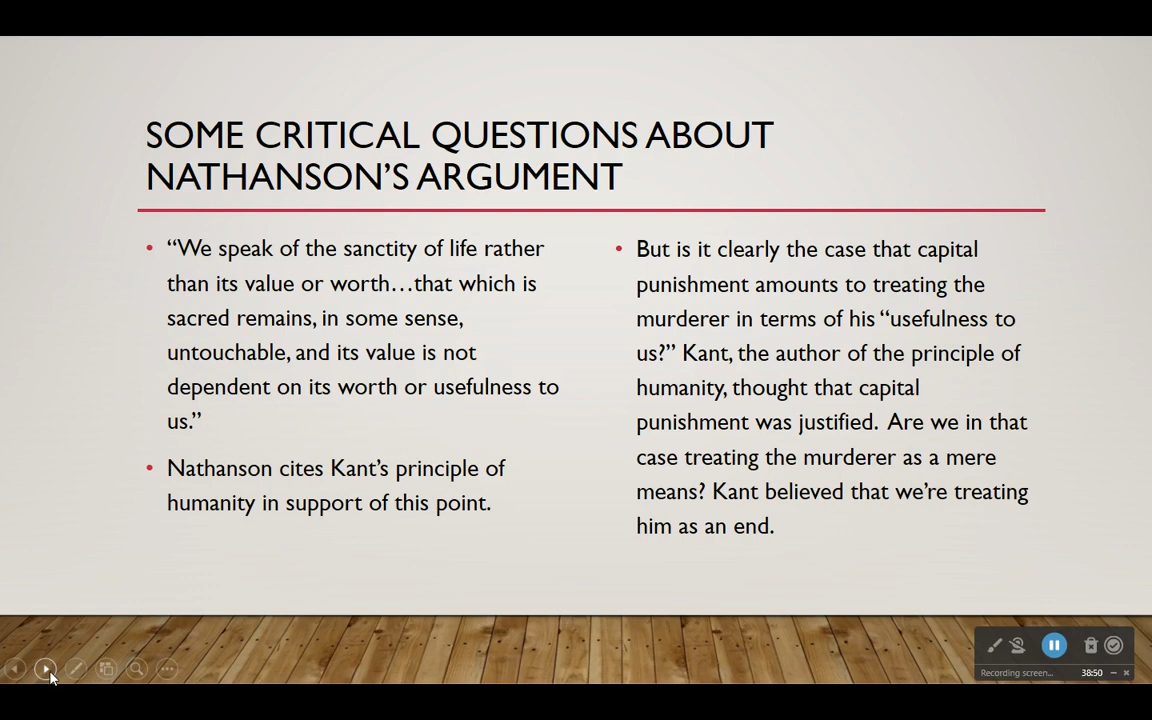 SOME CRITICAL QUESTIONS ABOUT
NATHANSON’S ARGUMENT
• “We speak of the sanctity of life rather
than its value or worth…that which is
sacred remains, in some sense,
untouchable, and its value is not
dependent on its worth or usefulness to
us.”
• Nathanson cites Kant’s principle of
humanity in support of this point.
• But is it clearly the case that capital
punishment amounts to treating the
murderer in terms of his “usefulness to
us?” Kant, the author of the principle of
humanity, thought that capital
punishment was justified. Are we in that
case treating the murderer as a mere
means? Kant believed that we’re treating
him as an end.
Recording screen... 38:50